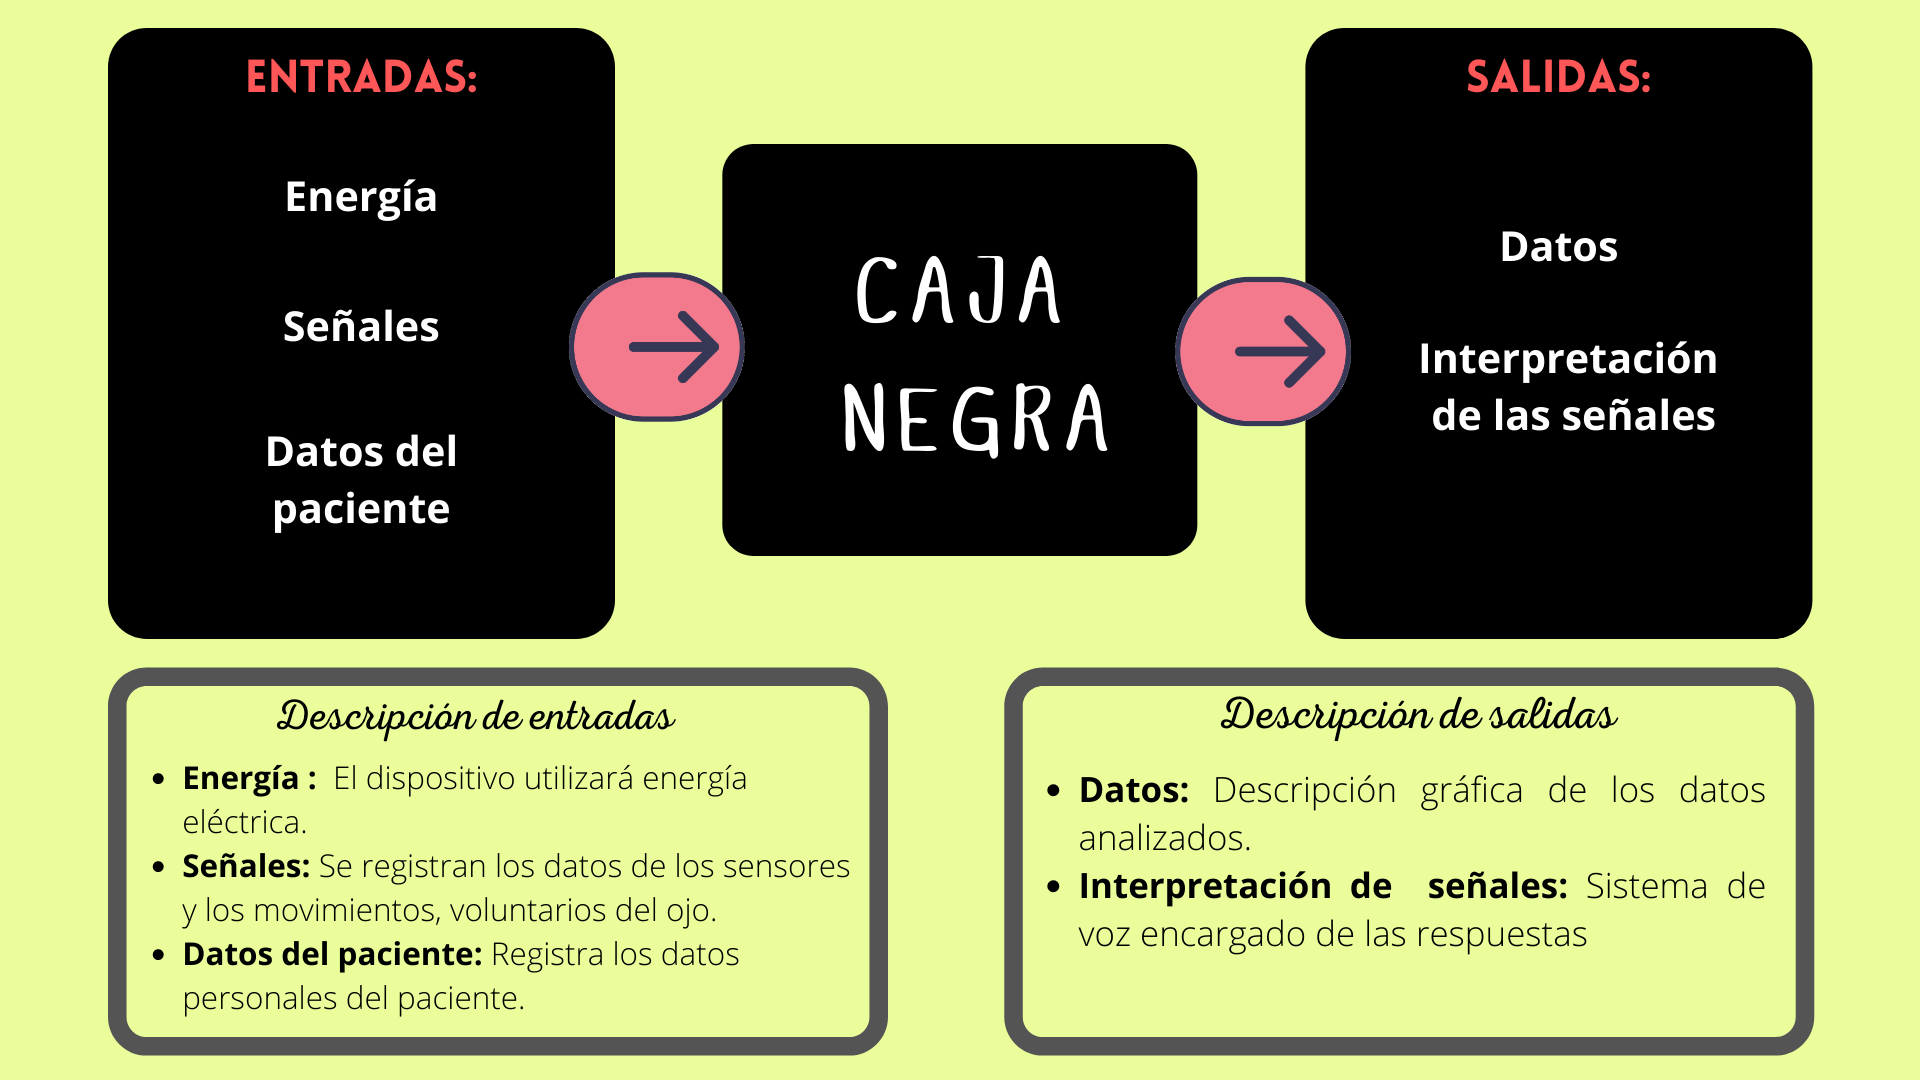 ENTRADAS:
Energía
Señales
Datos del
paciente
CAJA
NEGRA
SALIDAS:
Datos
Interpretación
de las señales
Descripción de entradas
• Energía :  El dispositivo utilizará energía
eléctrica.
• Señales: Se registran los datos de los sensores
y los movimientos, voluntarios del ojo.
• Datos del paciente: Registra los datos
personales del paciente.
Descripción de salidas
• Datos: Descripción gráfica de los datos
analizados.
• Interpretación de  señales: Sistema de
voz encargado de las respuestas